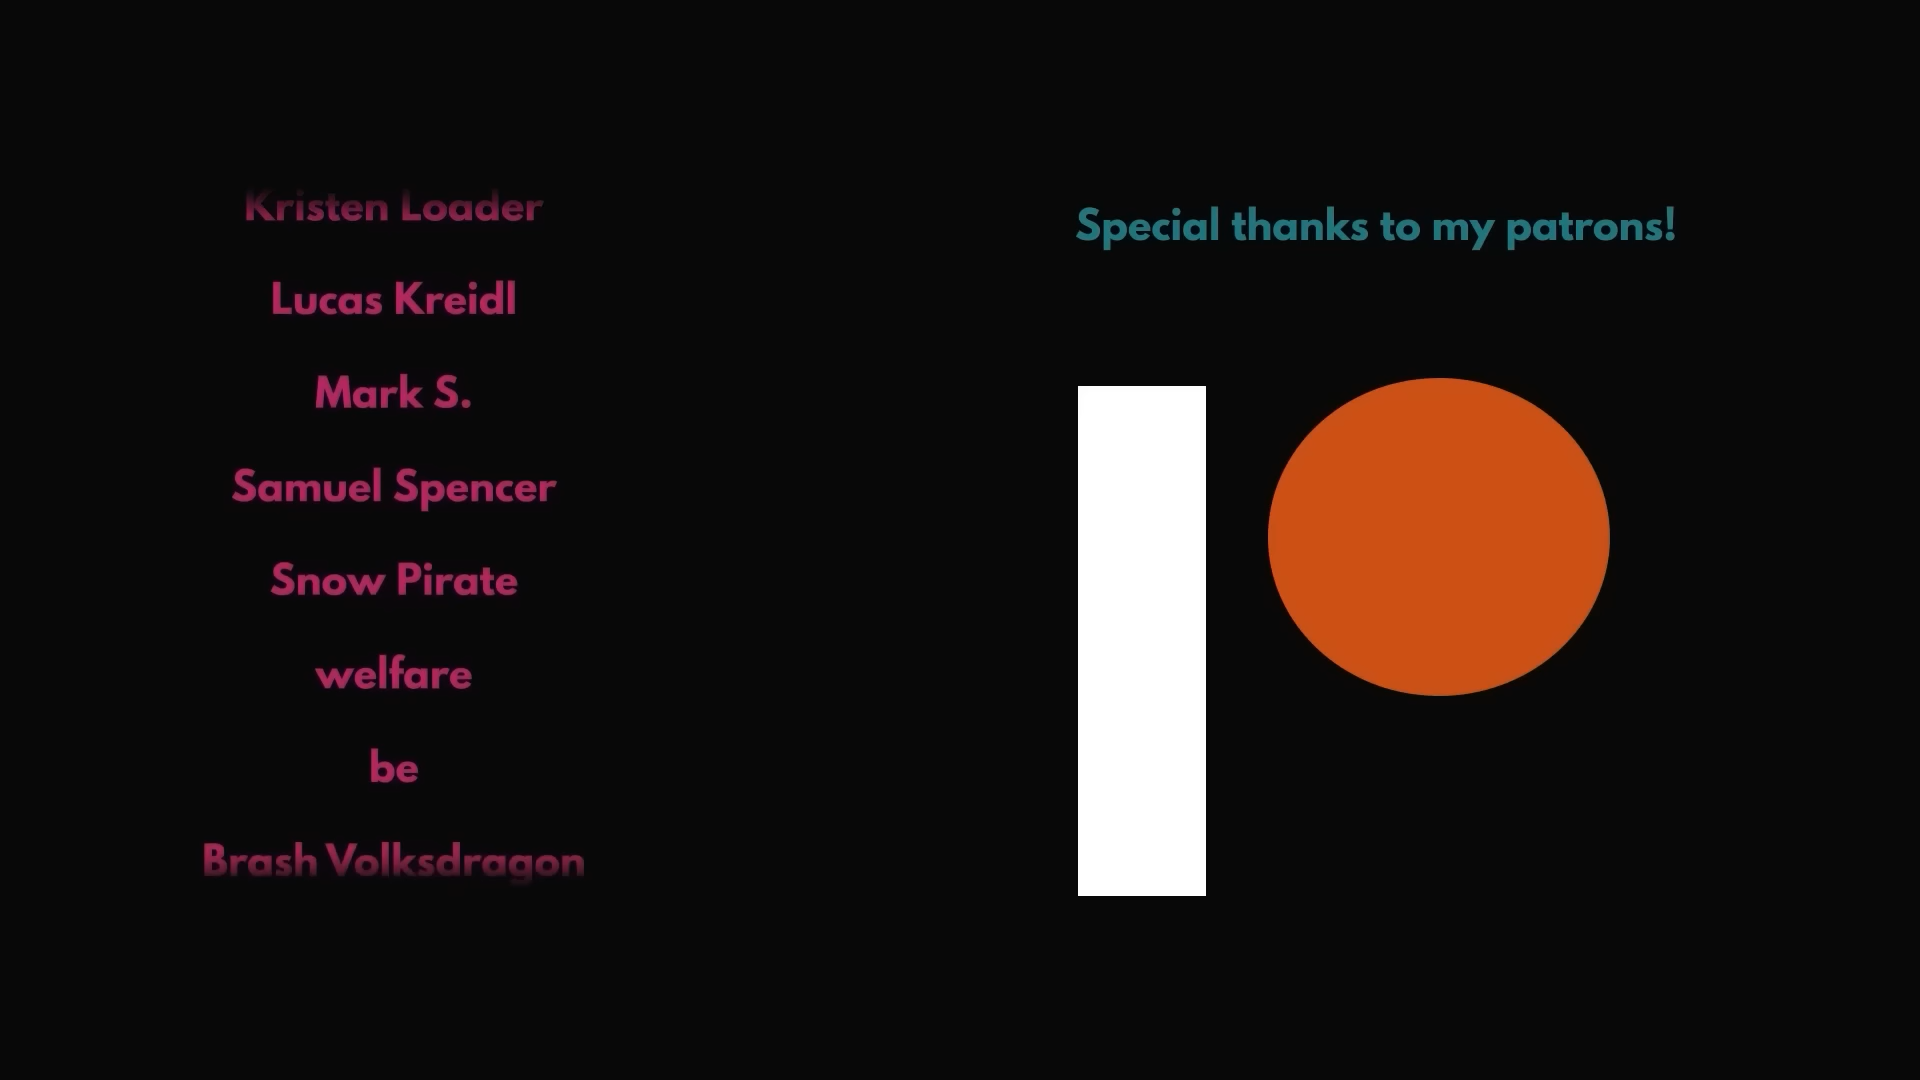 Kristen Loader
Lucas Kreidl
Mark S.
Samuel Spencer
Snow Pirate
welfare
be
Brash Volksdragon
Special thanks to my patrons!